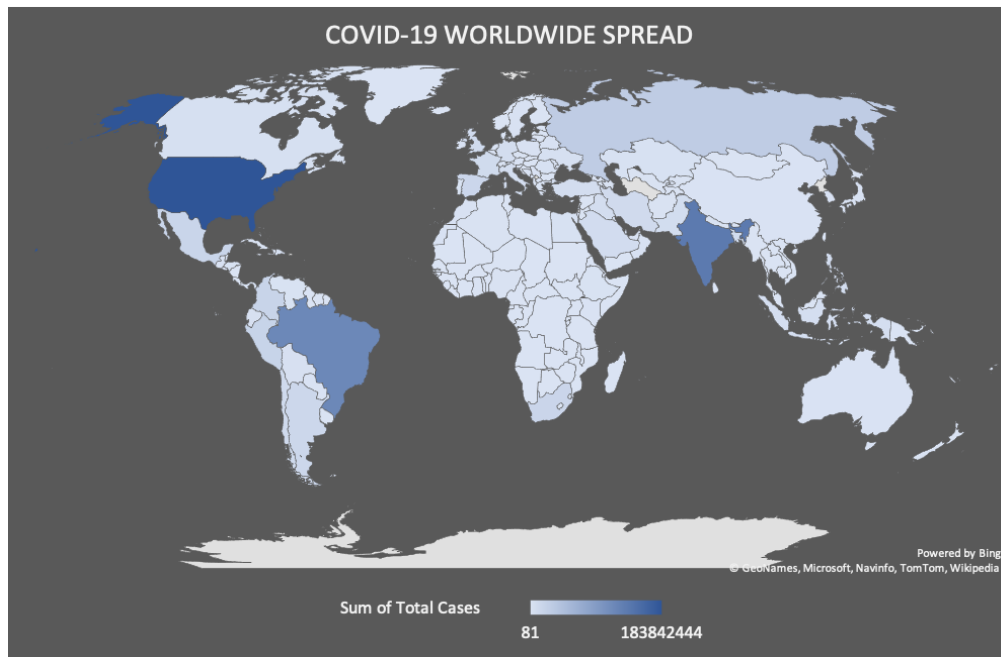 COVID-19 WORLDWIDE SPREAD
Powered by Bing
© GeoNames, Microsoft, Navinfo, TomTom, Wikipedia
Sum of Total Cases
81
183842444